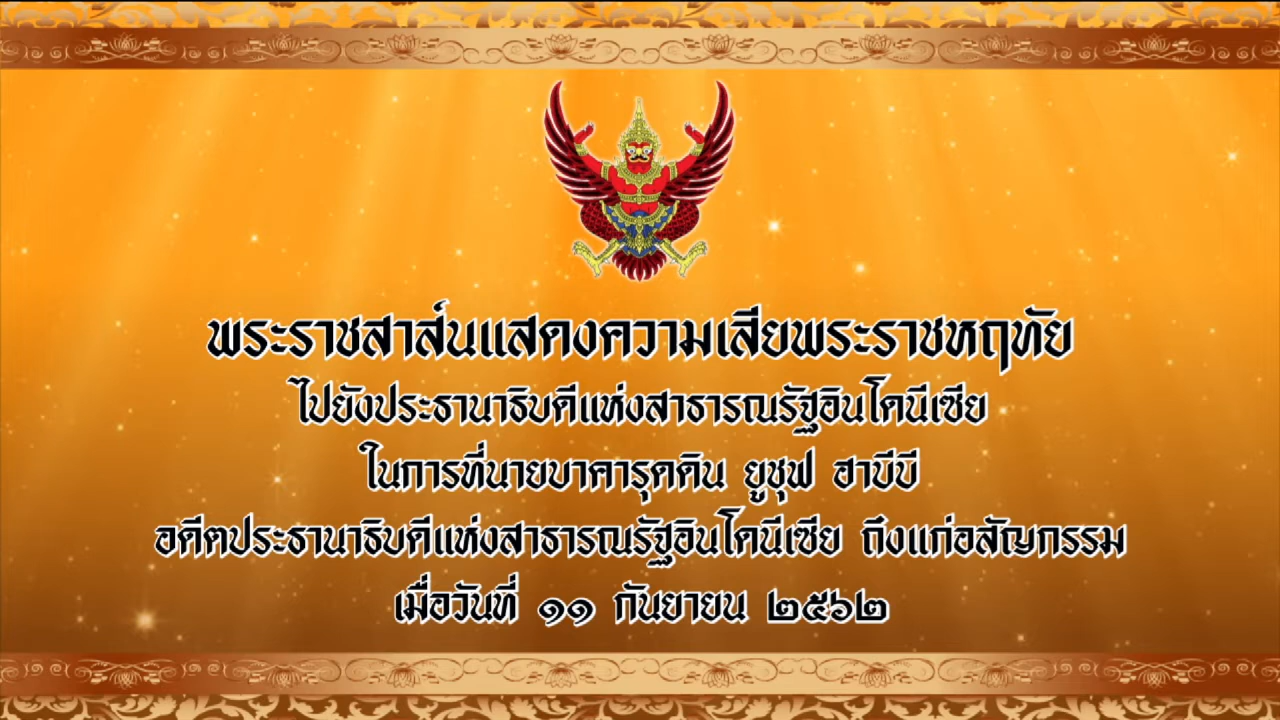 พระราชสาส์นแสดงความเสียพระราชหฤทัย
ไปยังประธานาธิบดีแห่งสาธารณรัฐอินโดนีเซีย
ในการที่นายบาคารุดดิน ยูซุฟ ฮาบีบี
อดีตประธานาธิบดีแห่งสาธารณรัฐอินโดนีเซีย ถึงแก่อสัญกรรม
เมื่อวันที่ ๑๑ กันยายน ๒๕๖๒